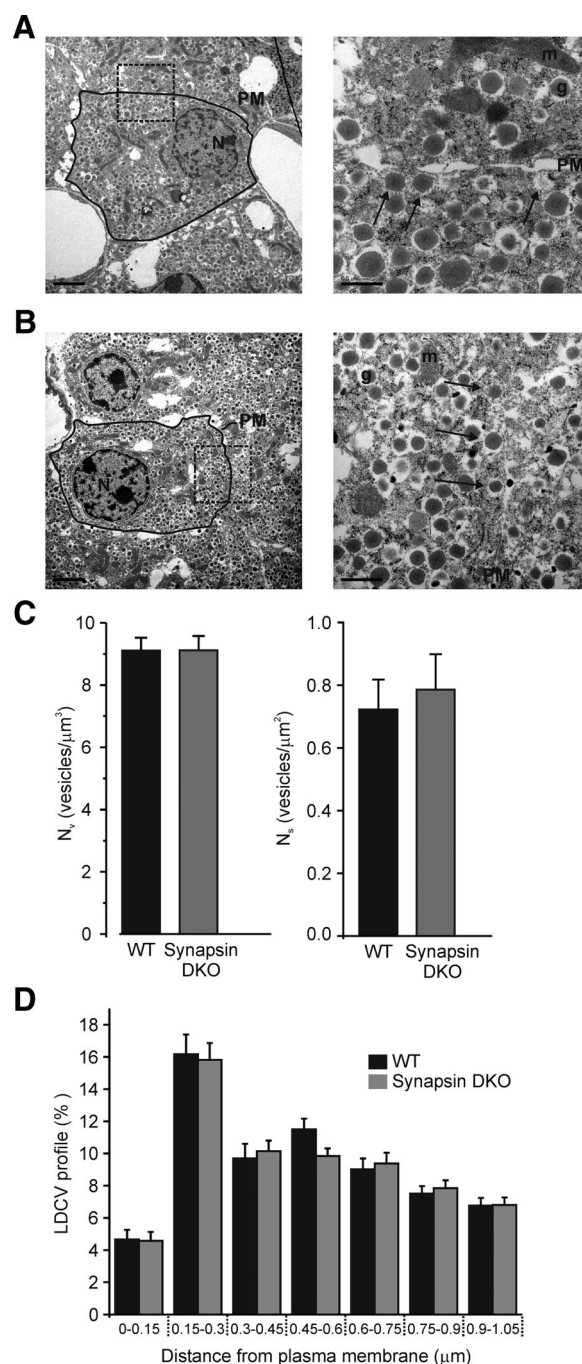 A
PM
N
m
g
PM
B
PM
N
m
g
PM
C
10
8
6
4
2
0
Nv (vesicles/μm³)
WT Synapsin DKO
1.0
0.8
0.6
0.4
0.2
0.0
Ns (vesicles/μm²)
WT Synapsin DKO
D
16
14
12
10
8
6
4
2
0
LDCV profile (%)
WT
Synapsin DKO
0-0.15 0.15-0.3 0.3-0.45 0.45-0.6 0.6-0.75 0.75-0.9 0.9-1.05
Distance from plasma membrane (μm)